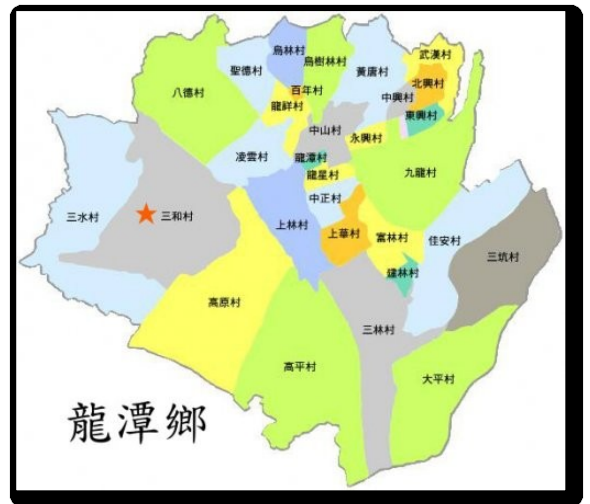 烏林村
烏樹林村
武漢村
聖德村
黃唐村
八德村
百年村
中興村
北興村
龍祥村
東興村
中山村
永興村
凌雲村
龍潭村
龍星村
九龍村
中正村
三水村
三和村
上林村
上華村
富林村
佳安村
三坑村
建林村
高原村
三林村
高平村
大平村
龍潭鄉